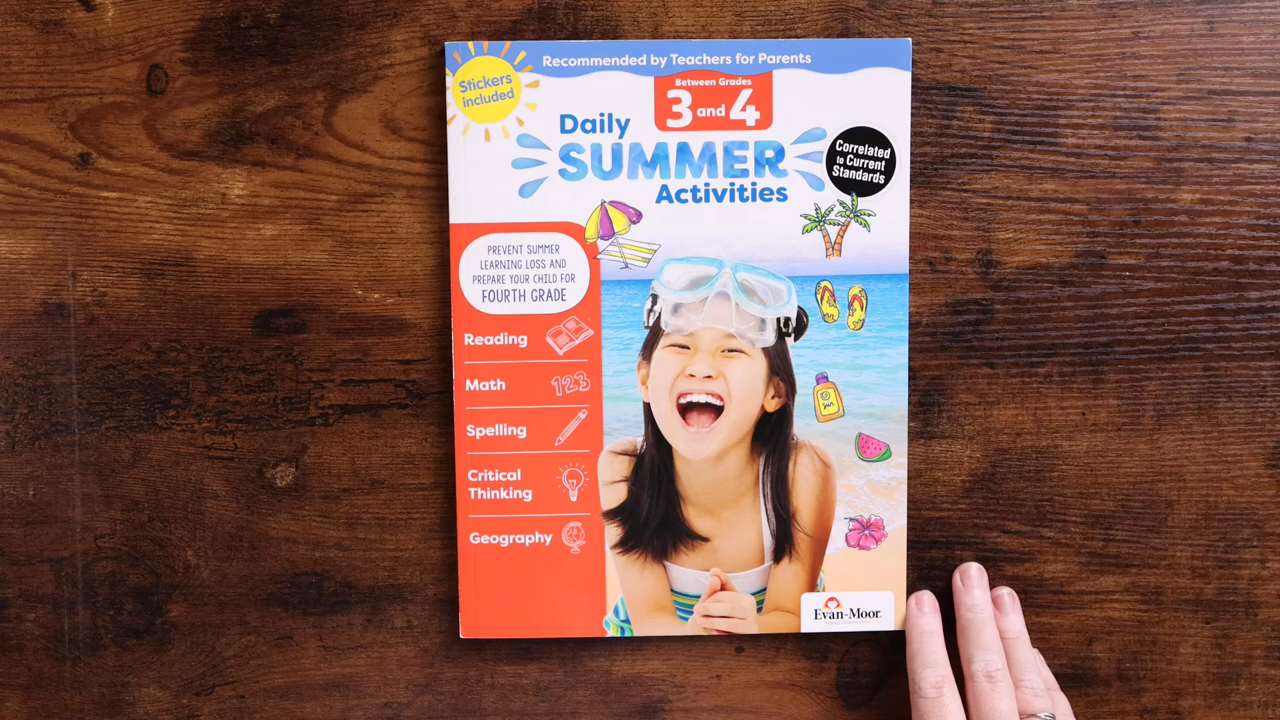 Recommended by Teachers for Parents
Stickers
included
Between Grades
3 and 4
Daily
SUMMER
Activities
Correlated
to Current
Standards
PREVENT SUMMER
LEARNING LOSS AND
PREPARE YOUR CHILD FOR
FOURTH GRADE
Reading
Math
123
Spelling
Critical
Thinking
Geography
sun
Evan-Moor